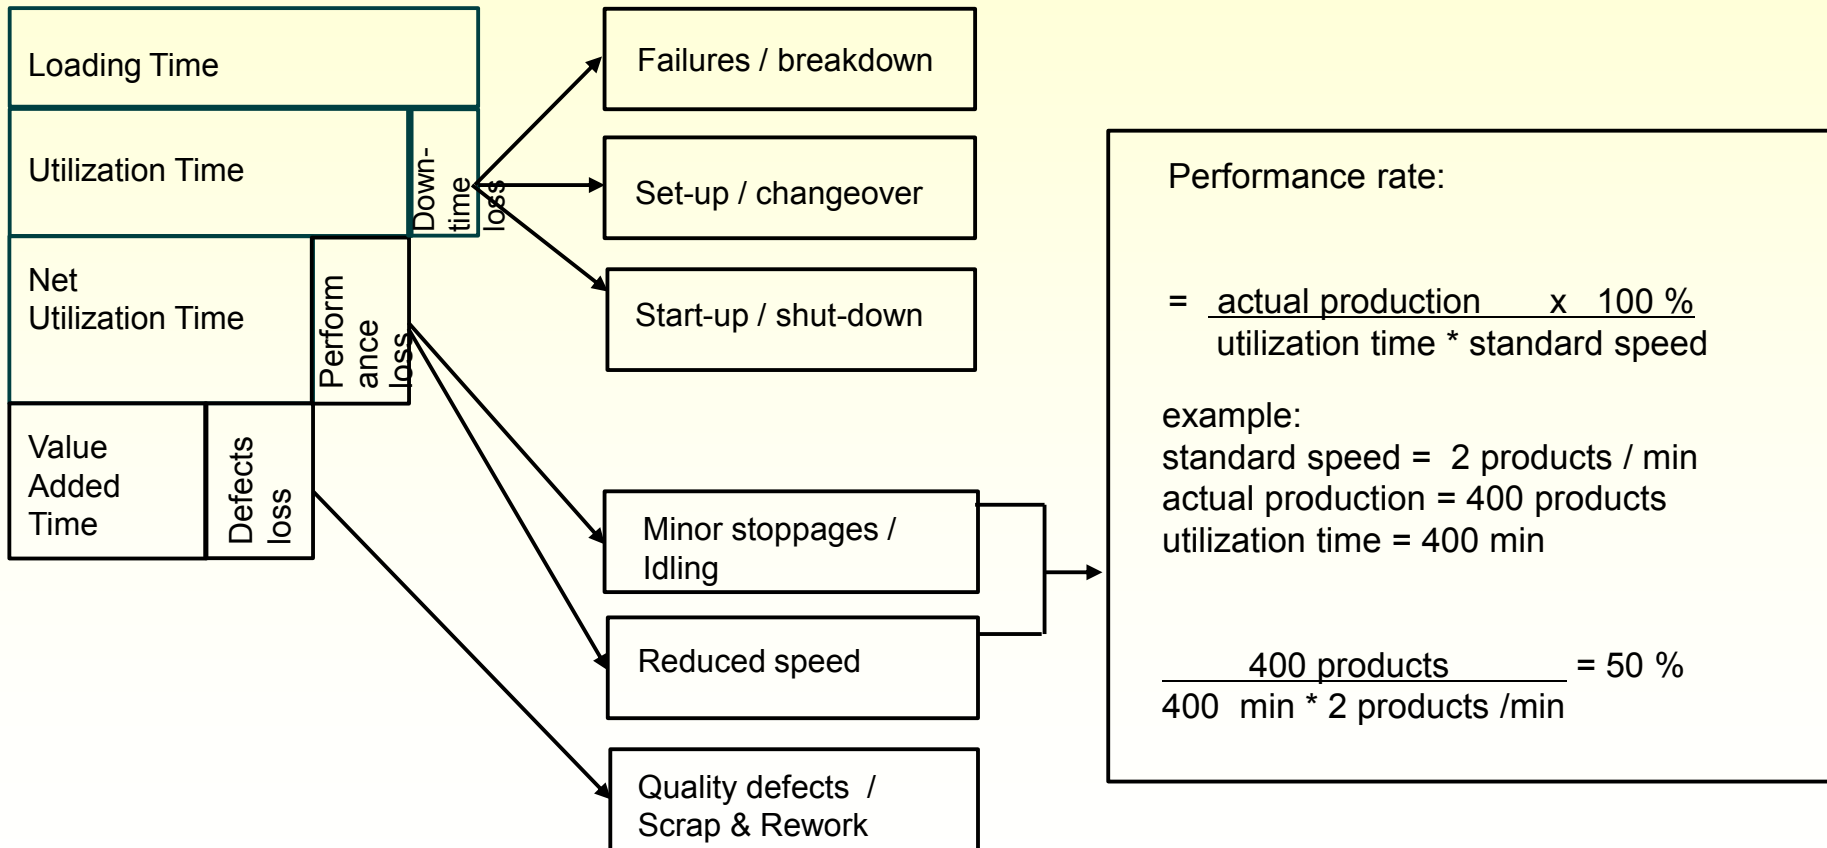 Loading Time
Utilization Time
Down-
time
loss
Net
Utilization Time
Perform
ance
loss
Value
Added
Time
Defects
loss
Failures / breakdown
Set-up / changeover
Start-up / shut-down
Minor stoppages /
Idling
Reduced speed
Quality defects /
Scrap & Rework
Performance rate:
= actual production x 100 %
utilization time * standard speed
example:
standard speed = 2 products / min
actual production = 400 products
utilization time = 400 min
400 products = 50 %
400 min * 2 products /min